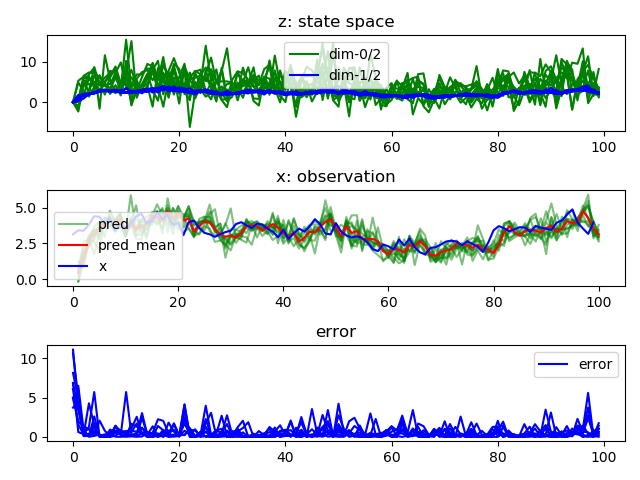 z: state space
10
0
dim-0/2
dim-1/2
0 20 40 60 80 100
x: observation
5.0
2.5
0.0
pred
pred_mean
x
0 20 40 60 80 100
error
10
5
0
error
0 20 40 60 80 100